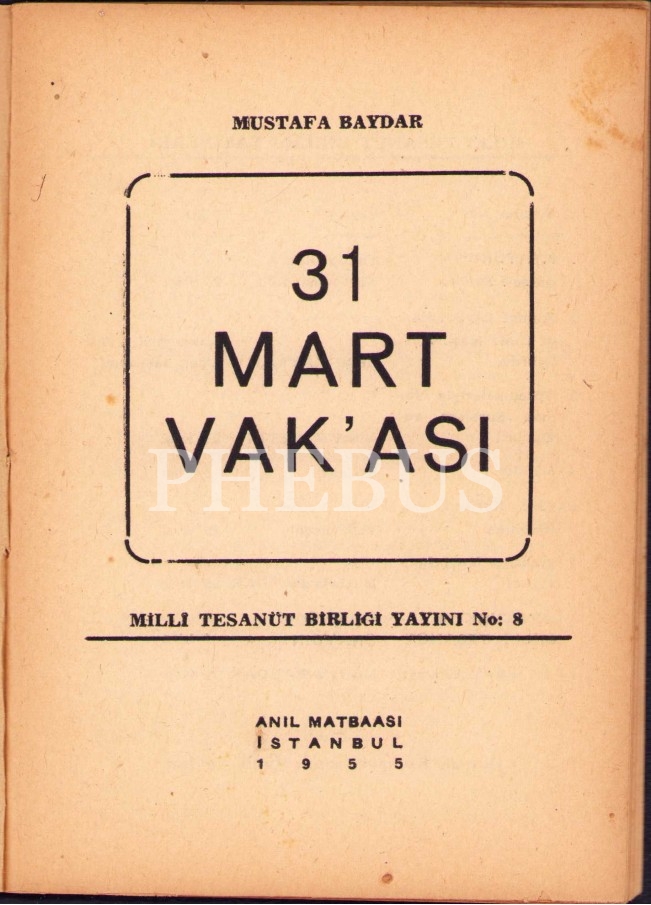 MUSTAFA BAYDAR
31
MART
VAK'ASI
PHEBUS
MİLLÎ TESANÜT BİRLİĞİ YAYINI No: 8
ANIL MATBAASI
İSTANBUL
1955